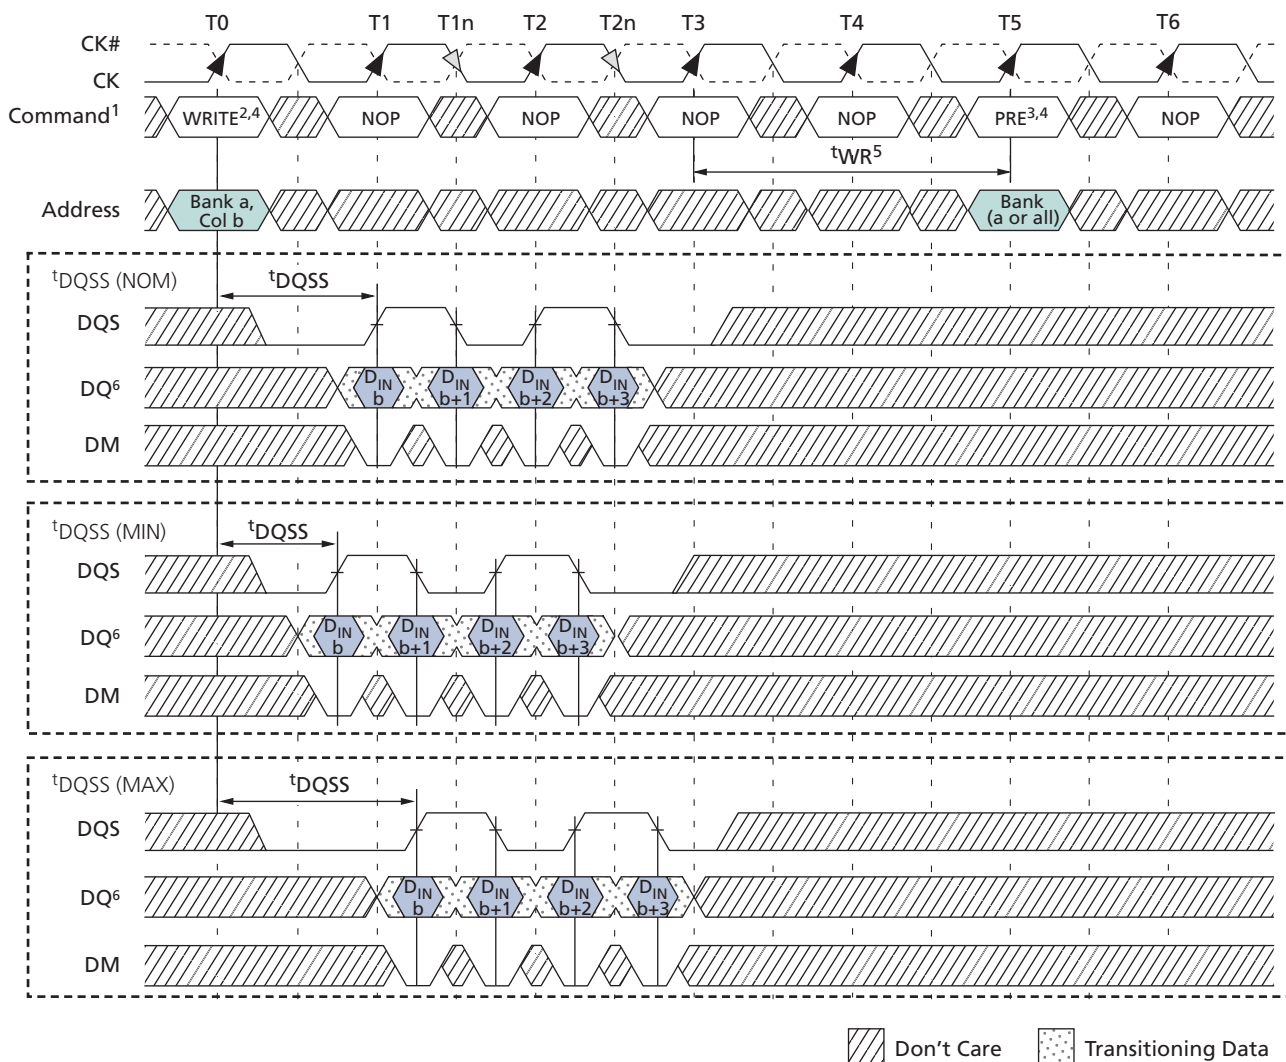 T0 T1 T1n T2 T2n T3 T4 T5 T6
CK#
CK
Command1 WRITE2,4 NOP NOP NOP NOP PRE3,4 NOP
tWR5
Address Bank a, Col b Bank (a or all)
tDQSS (NOM) tDQSS
DQS
DQ6 DIN b DIN b+1 DIN b+2 DIN b+3
DM
tDQSS (MIN) tDQSS
DQS
DQ6 DIN b DIN b+1 DIN b+2 DIN b+3
DM
tDQSS (MAX) tDQSS
DQS
DQ6 DIN b DIN b+1 DIN b+2 DIN b+3
DM
Don't Care Transitioning Data